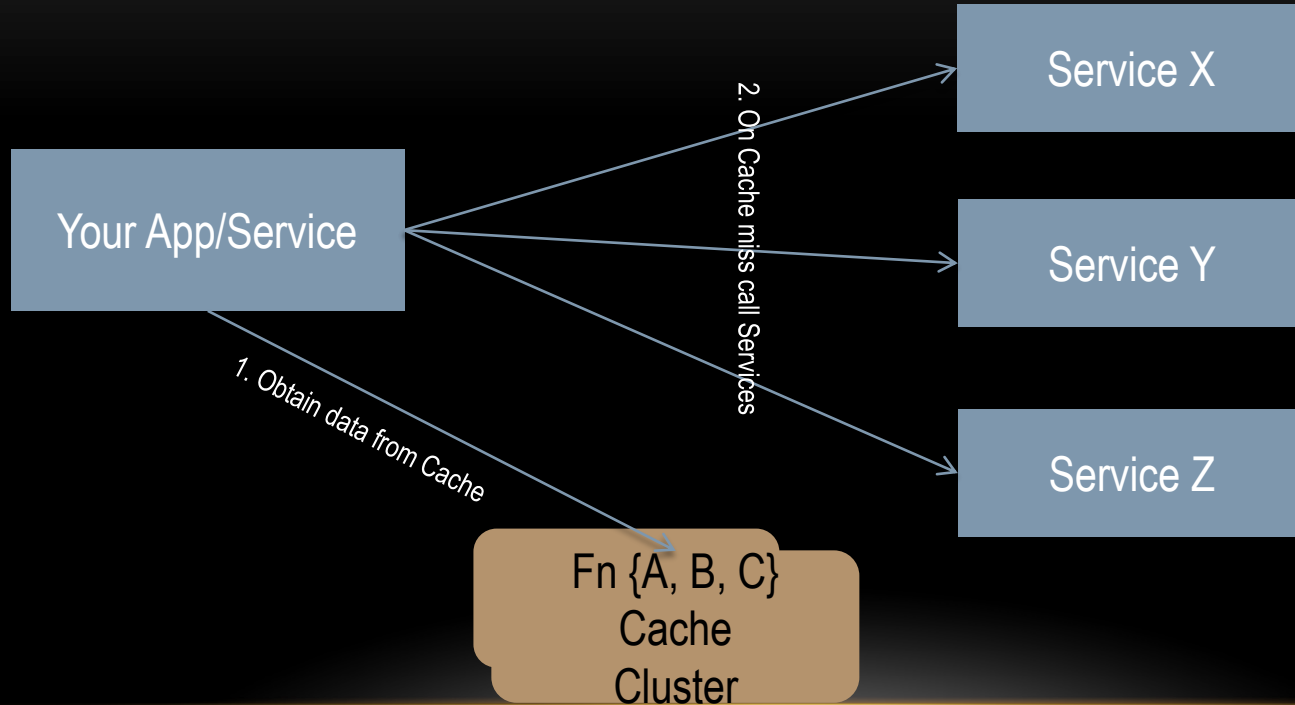 Service X
2. On Cache miss call Services
Your App/Service
Service Y
1. Obtain data from Cache
Service Z
Fn {A, B, C}
Cache
Cluster